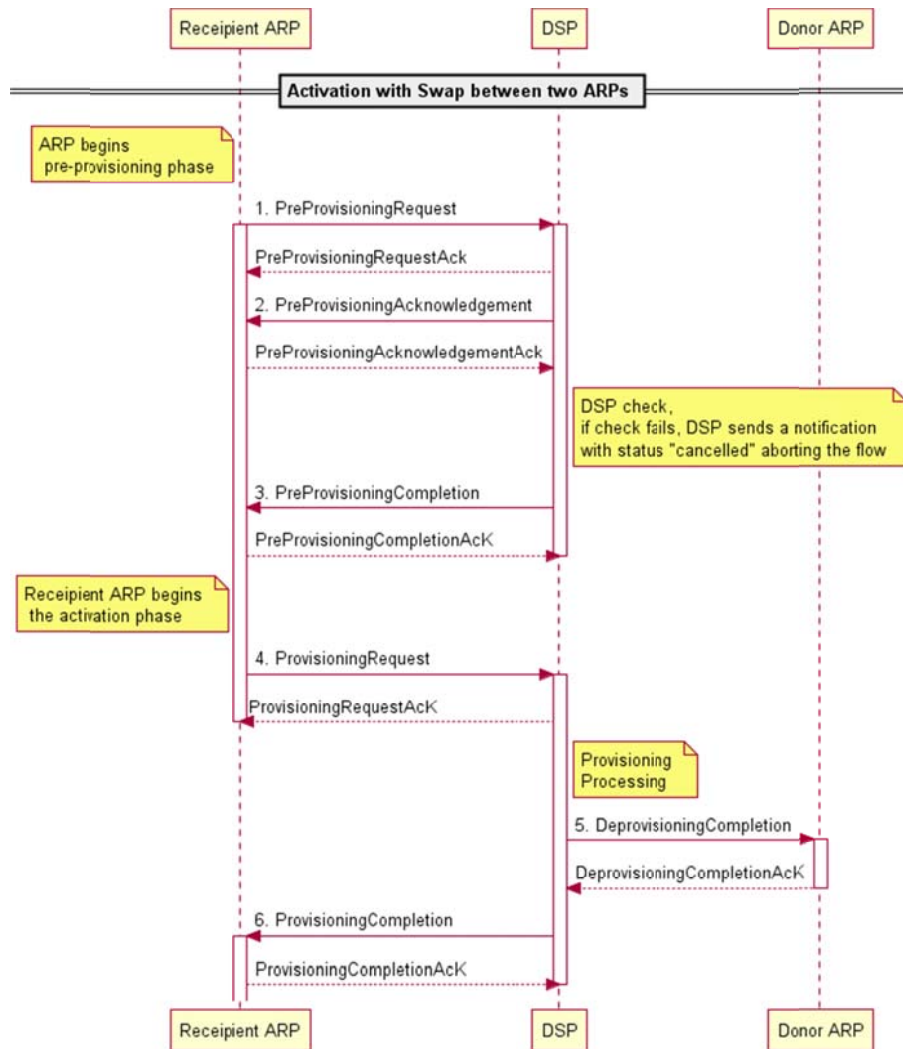 Receipient ARP
DSP
Donor ARP
Activation with Swap between two ARPs
ARP begins
pre-provisioning phase
1. PreProvisioningRequest
PreProvisioningRequestAck
2. PreProvisioningAcknowledgement
PreProvisioningAcknowledgementAck
DSP check,
if check fails, DSP sends a notification
with status "cancelled" aborting the flow
3. PreProvisioningCompletion
PreProvisioningCompletionAcK
Receipient ARP begins
the activation phase
4. ProvisioningRequest
ProvisioningRequestAcK
Provisioning
Processing
5. DeprovisioningCompletion
DeprovisioningCompletionAcK
6. ProvisioningCompletion
ProvisioningCompletionAcK
Receipient ARP
DSP
Donor ARP